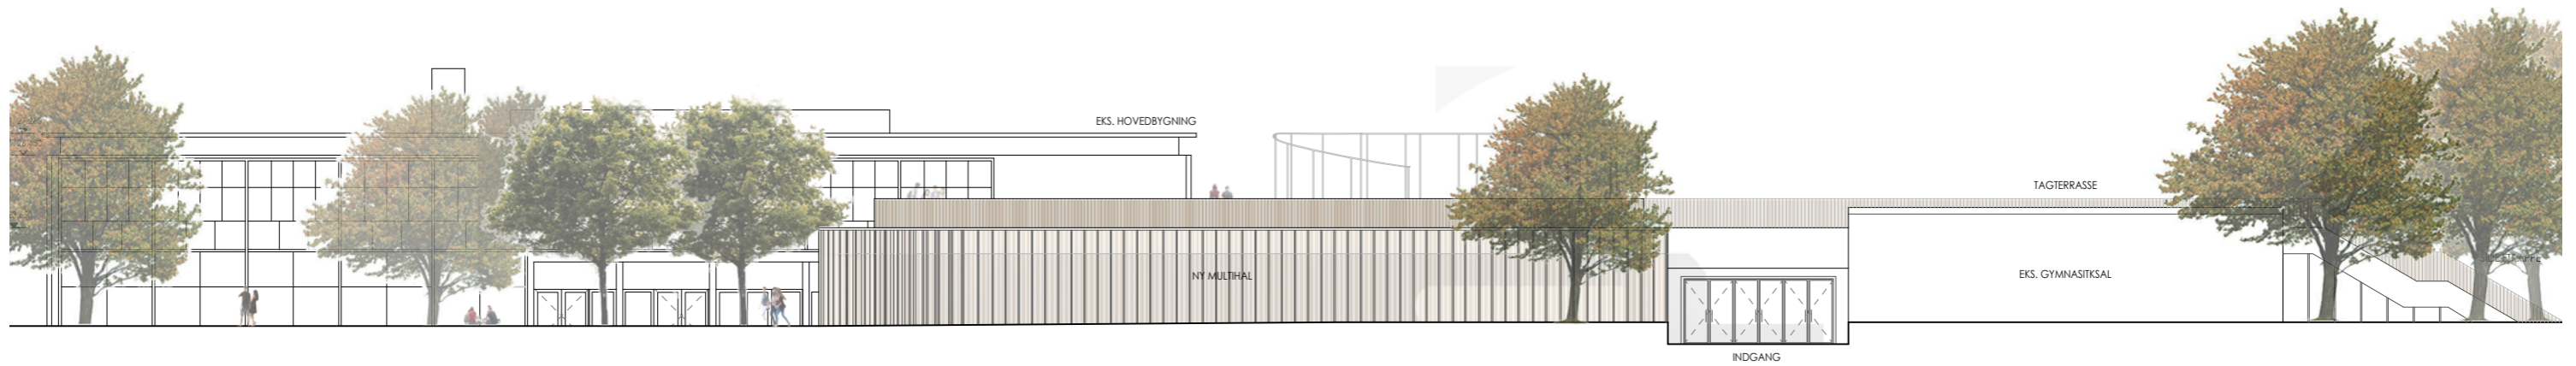 EKS. HOVEDBYGNING
TAGTERRASSE
NY MULTIHAL
EKS. GYMNASITKSAL
INDGANG